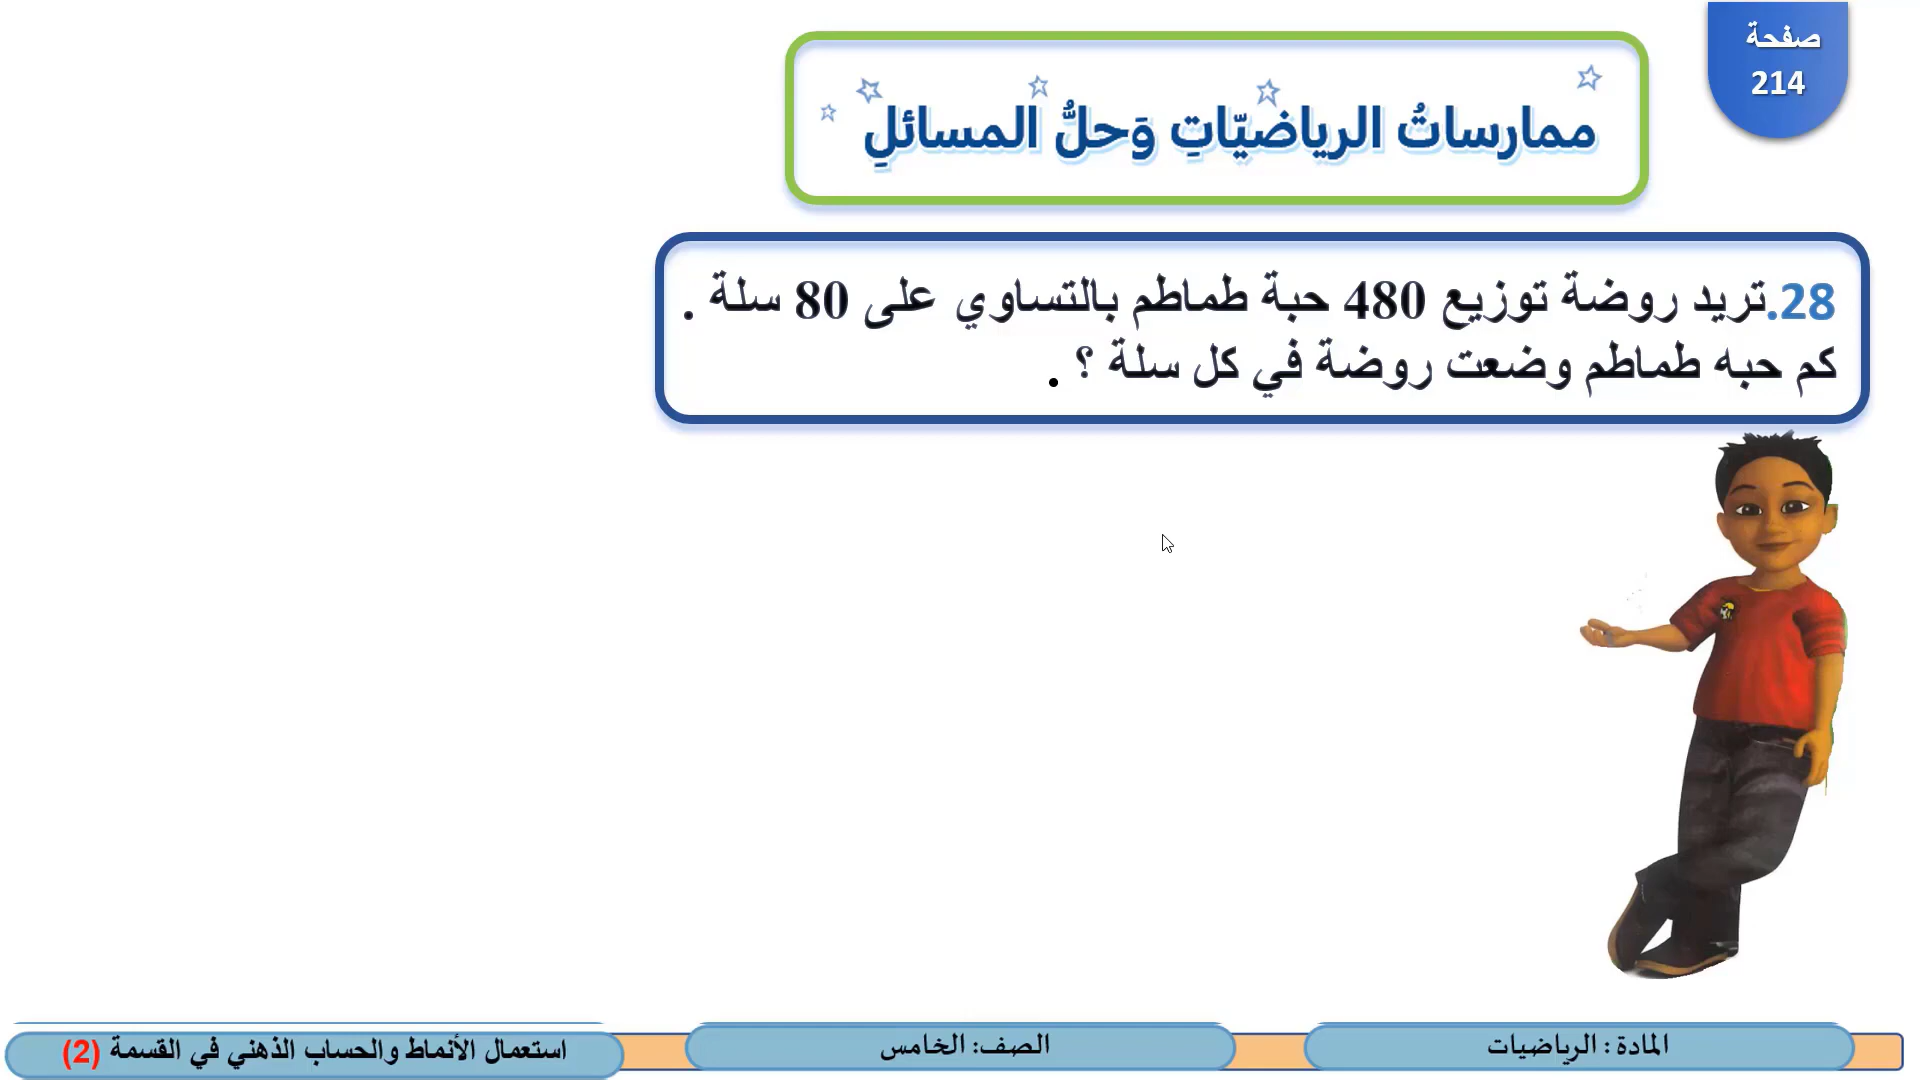 صفحة
214
ممارساتُ الرياضيّاتِ وَحلُّ المسائلِ
28.تريد روضة توزيع 480 حبة طماطم بالتساوي على 80 سلة .
كم حبه طماطم وضعت روضة في كل سلة ؟ .
المادة : الرياضيات
الصف: الخامس
استعمال الأنماط والحساب الذهني في القسمة (2)